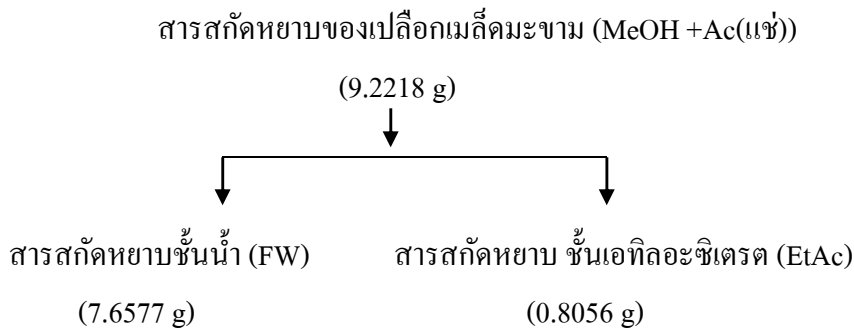 สารสกัดหยาบของเปลือกเมล็ดมะขาม (MeOH +Ac(แช่))
(9.2218 g)
สารสกัดหยาบชั้นน้ำ (FW)
สารสกัดหยาบ ชั้นเอทิลอะซิเตรต (EtAc)
(7.6577 g)
(0.8056 g)